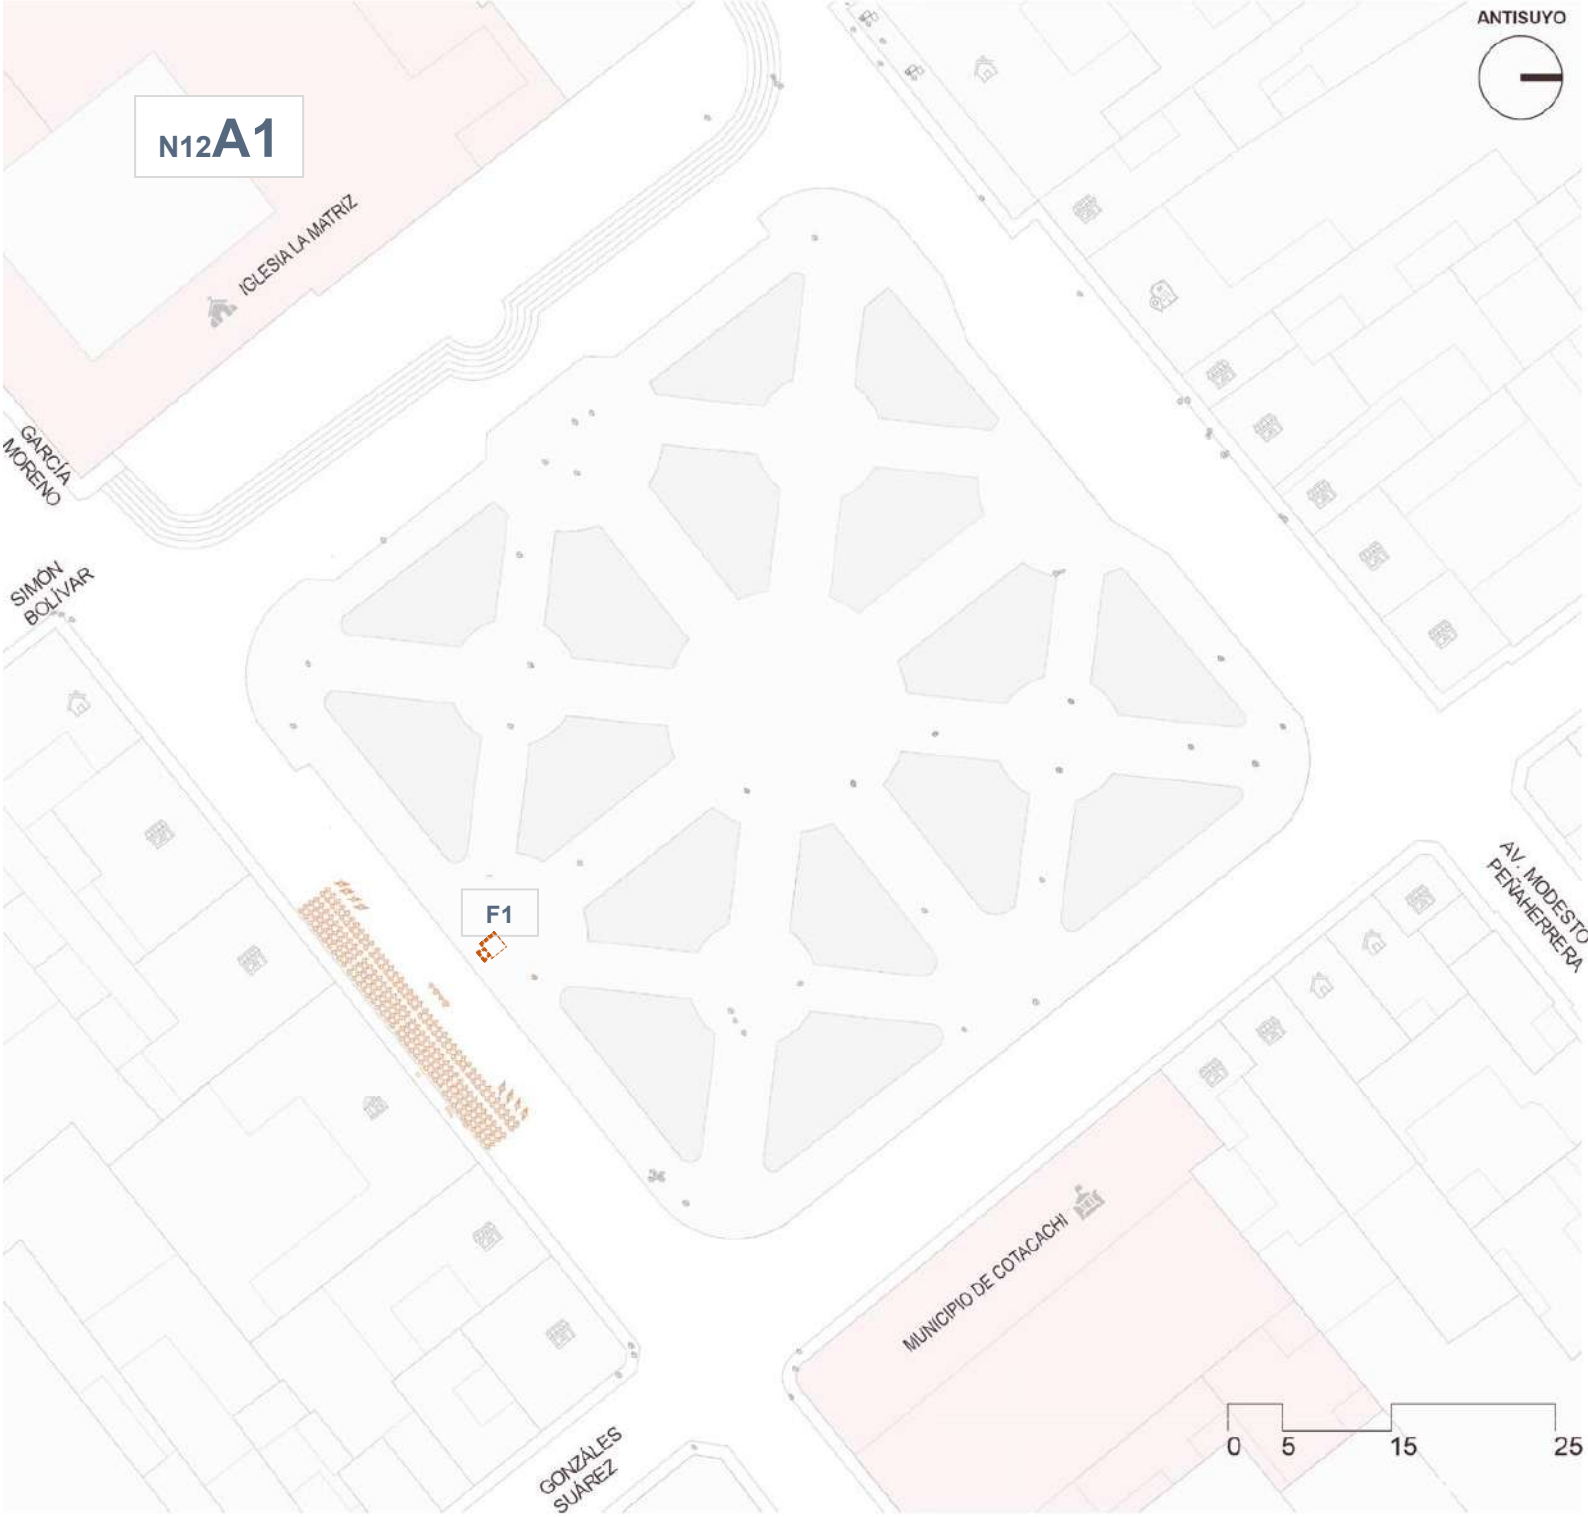 ANTISUYO
N12A1
IGLESIA LA MATRIZ
GARCÍA
MORENO
SIMÓN
BOLÍVAR
F1
AV. MODESTO
PEÑAHERRERA
MUNICIPIO DE COTACACHI
GONZÁLES
SUÁREZ
0 5 15 25